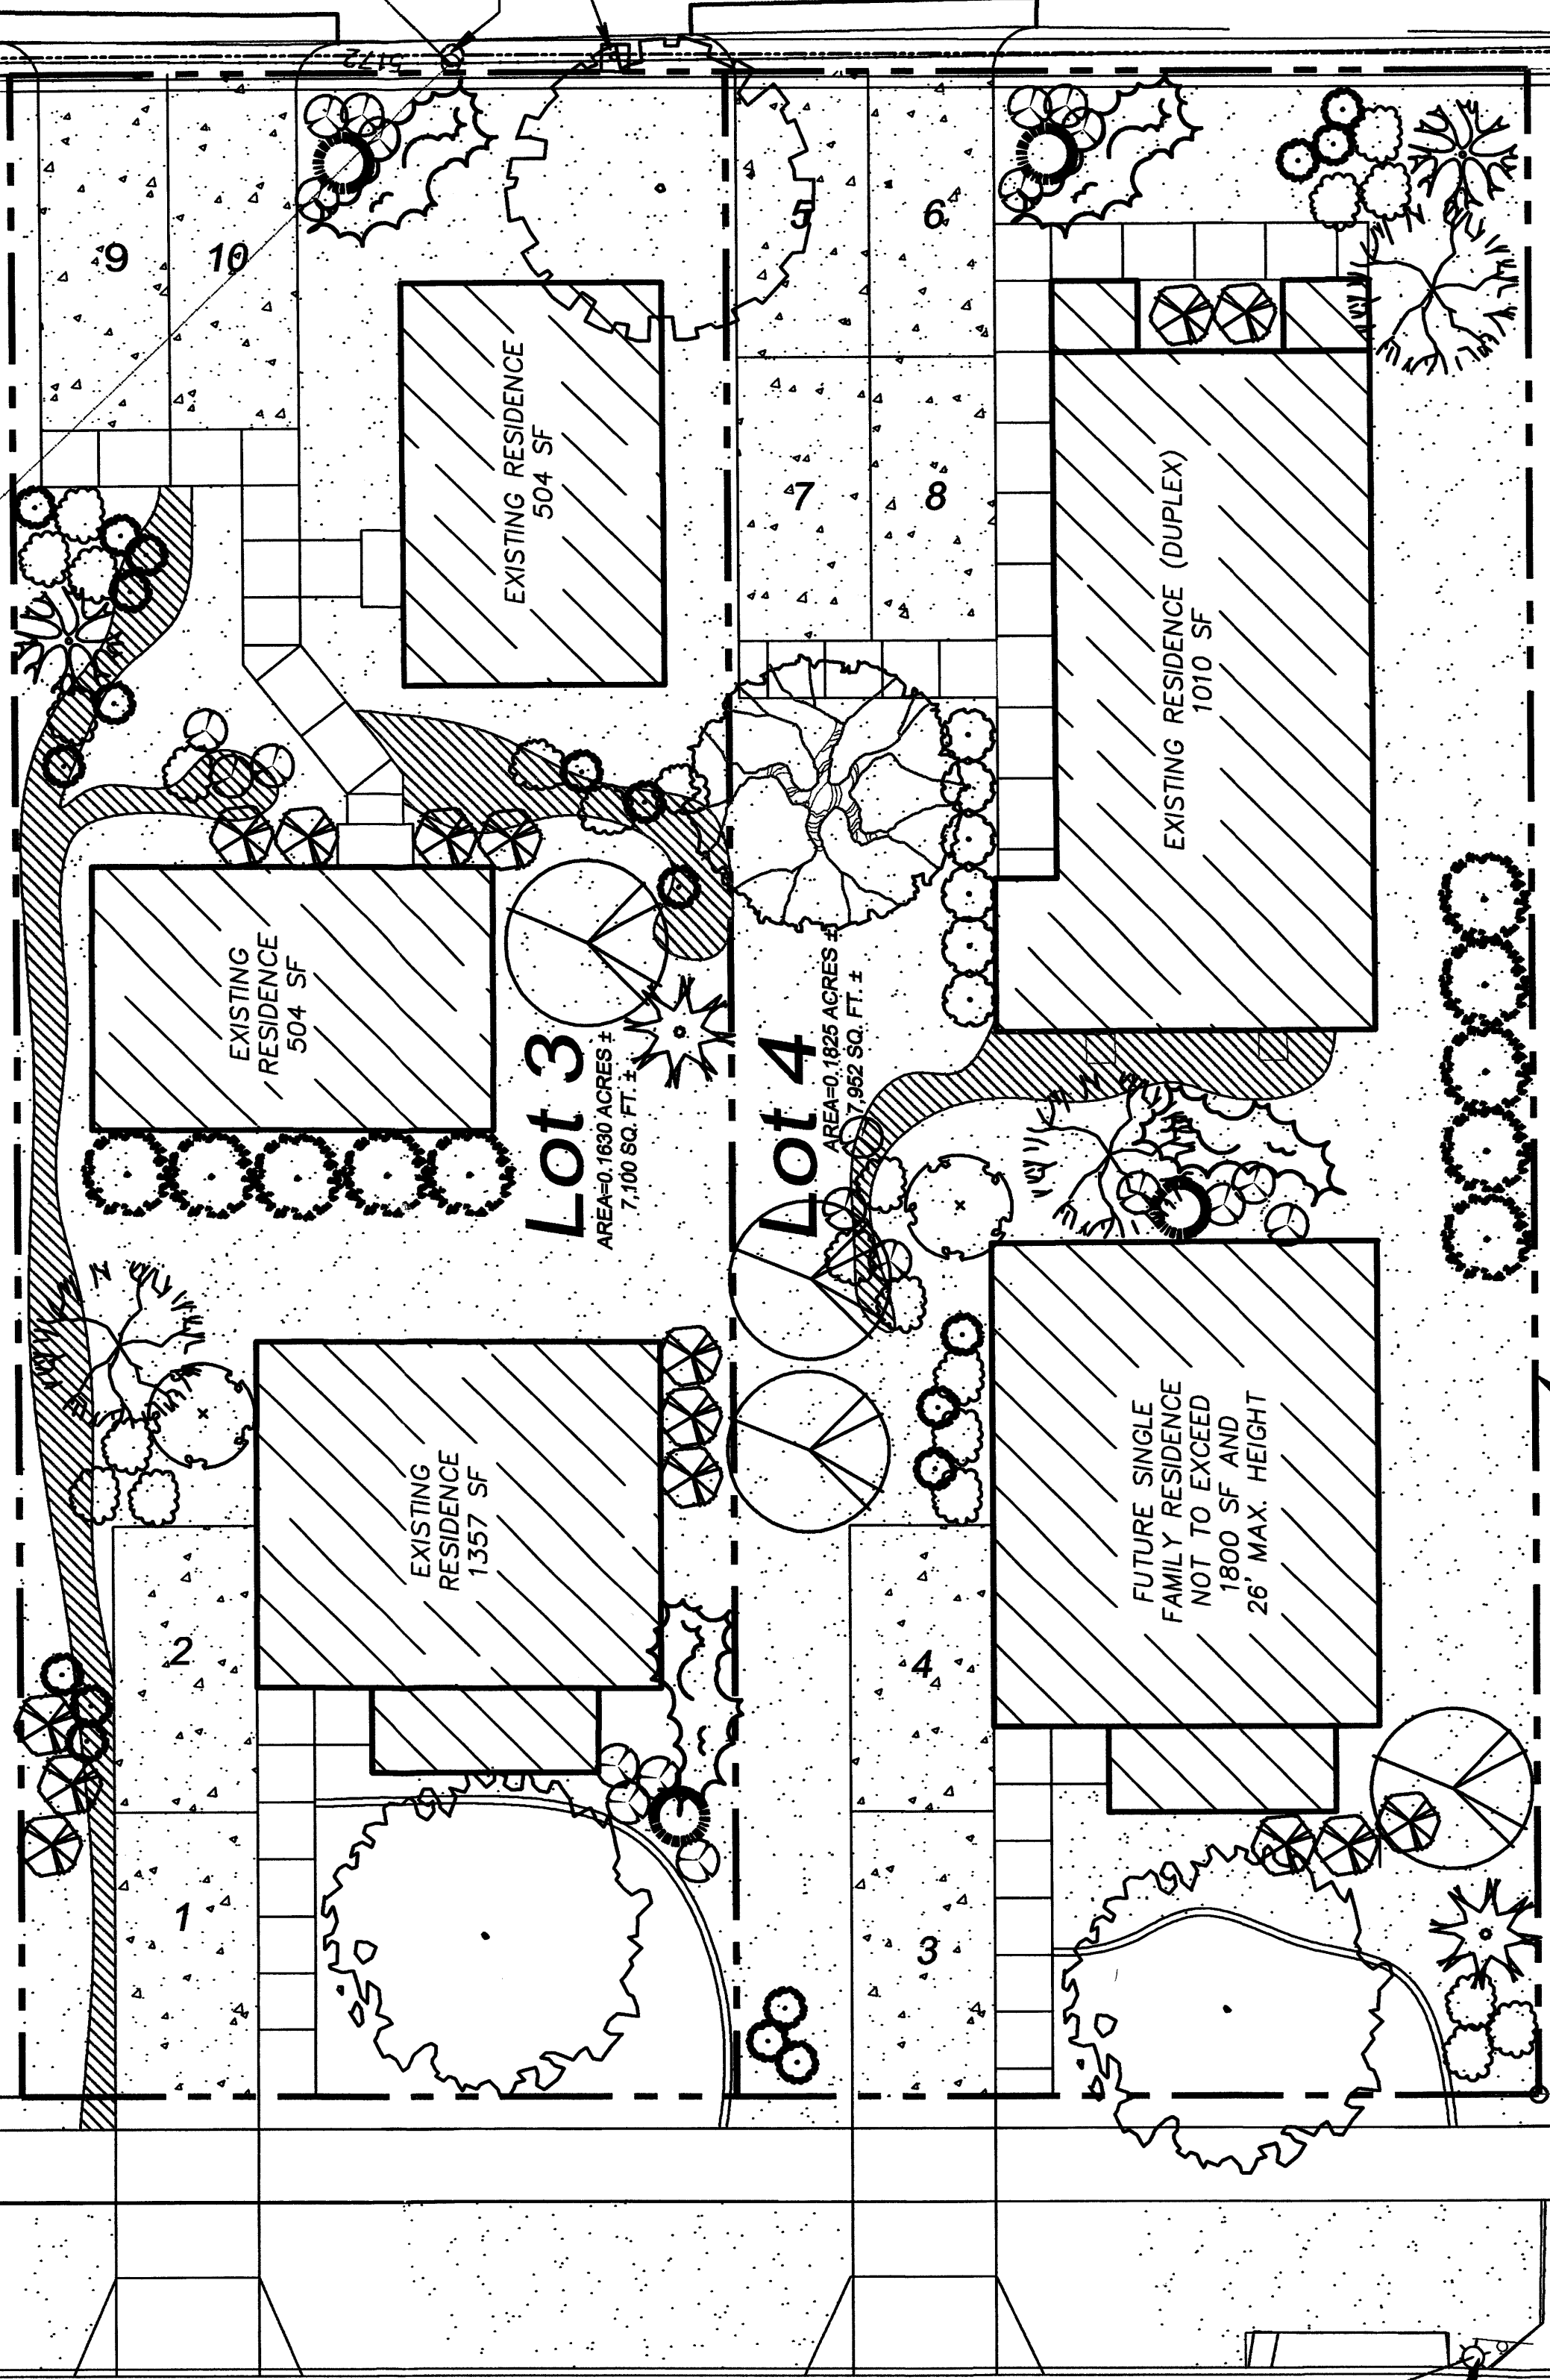 5172
9
10
5
6
7
8
EXISTING RESIDENCE
504 SF
EXISTING RESIDENCE (DUPLEX)
1010 SF
EXISTING
RESIDENCE
504 SF
Lot 3
AREA=0.1630 ACRES ±
7,100 SQ. FT. ±
Lot 4
AREA=0.1825 ACRES ±
7,952 SQ. FT. ±
EXISTING
RESIDENCE
1357 SF
FUTURE SINGLE
FAMILY RESIDENCE
NOT TO EXCEED
1800 SF AND
26' MAX. HEIGHT
2
4
1
3